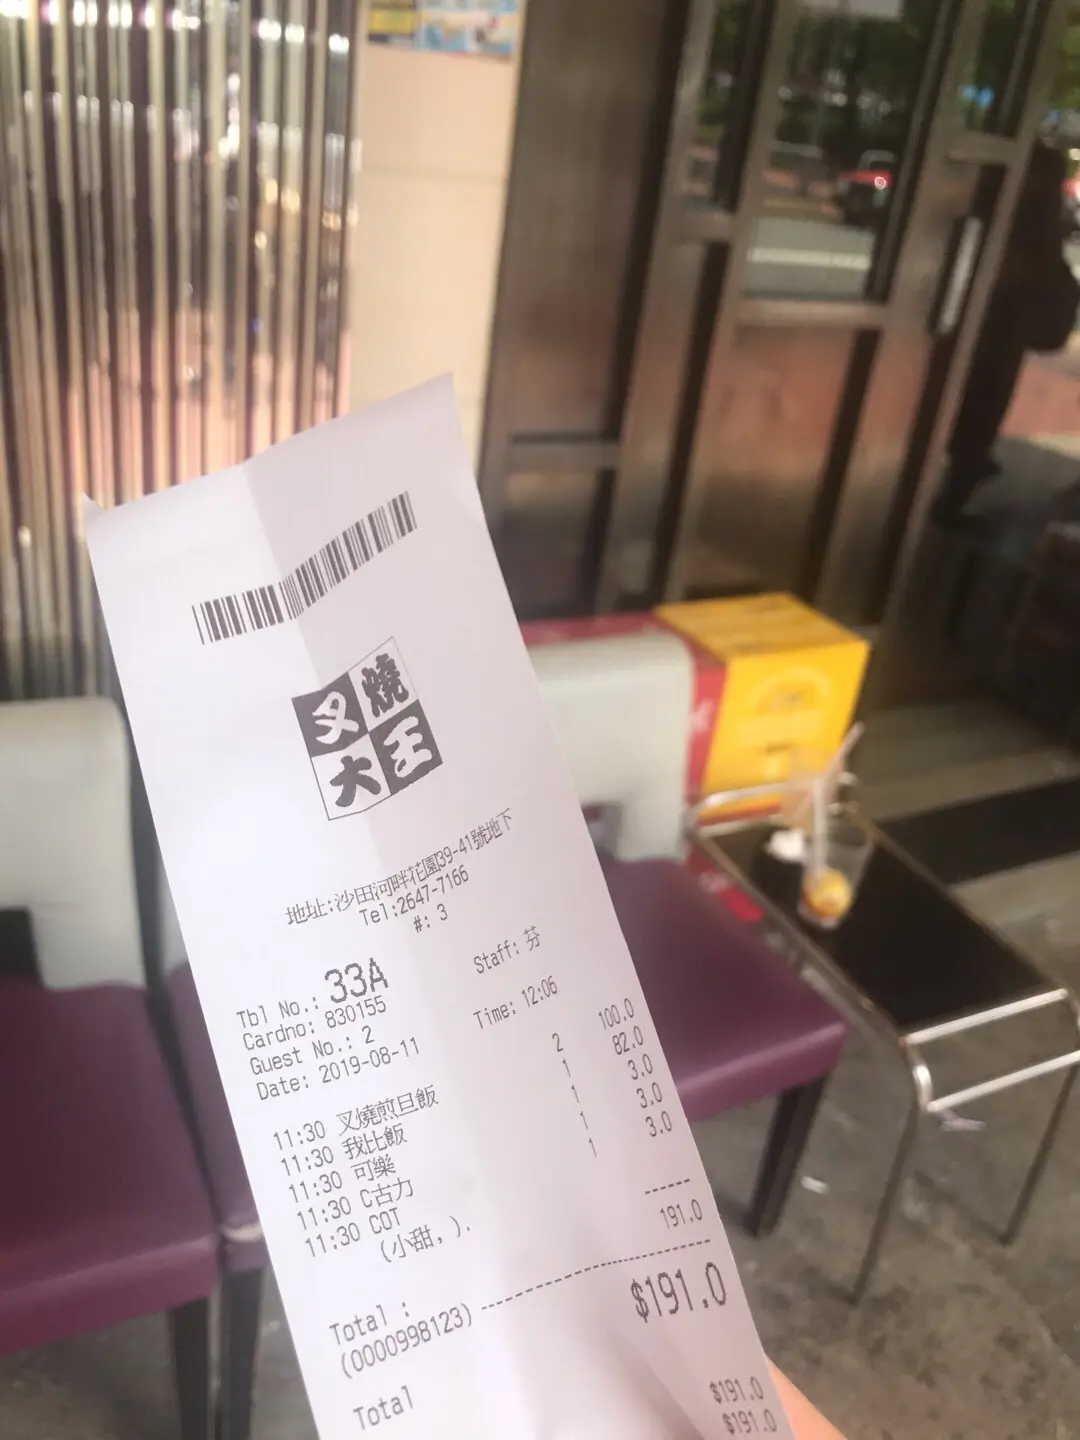 叉燒
大王
地址:沙田河畔花園39-41號地下
Tel:2647-7166
#: 3
Tbl No.: 33A
Cardno: 830155 Staff: 芬
Guest No.: 2
Date: 2019-08-11 Time: 12:06
11:30 叉燒煎旦飯 2 100.0
11:30 我比飯 1 82.0
11:30 可樂 1 3.0
11:30 C古力 1 3.0
11:30 COT 1 3.0
(小甜, ).
------
191.0
Total :
(0000998123) --------------------
$191.0
Total $191.0
$191.0